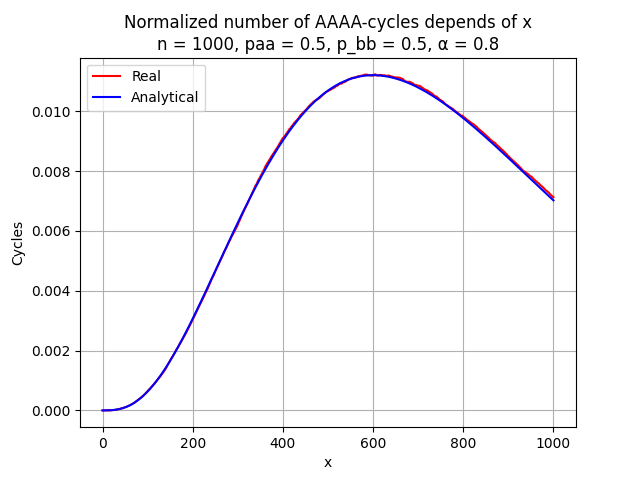 Normalized number of AAAA-cycles depends of x
n = 1000, paa = 0.5, p_bb = 0.5, α = 0.8
Real
Analytical
0.010
0.008
0.006
0.004
0.002
0.000
Cycles
0 200 400 600 800 1000
x